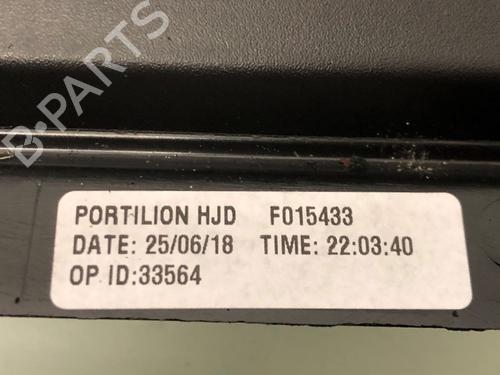 B-PARTS
PORTILION HJD F015433
DATE: 25/06/18 TIME: 22:03:40
OP ID:33564